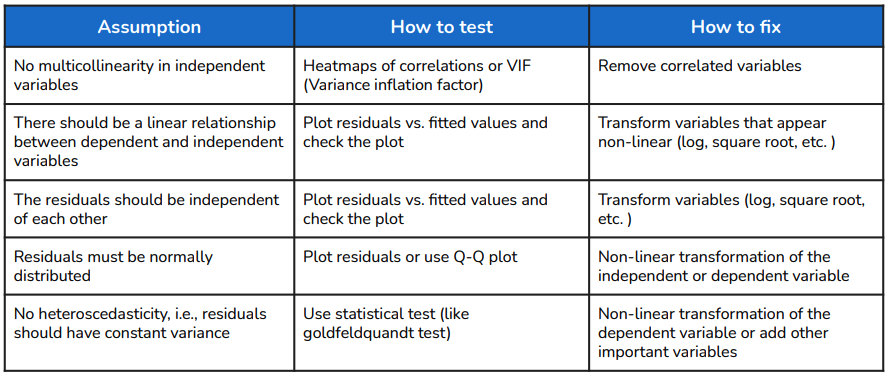 Assumption
How to test
How to fix
No multicollinearity in independent
variables
Heatmaps of correlations or VIF
(Variance inflation factor)
Remove correlated variables
There should be a linear relationship
between dependent and independent
variables
Plot residuals vs. fitted values and
check the plot
Transform variables that appear
non-linear (log, square root, etc. )
The residuals should be independent
of each other
Plot residuals vs. fitted values and
check the plot
Transform variables (log, square root,
etc. )
Residuals must be normally
distributed
Plot residuals or use Q-Q plot
Non-linear transformation of the
independent or dependent variable
No heteroscedasticity, i.e., residuals
should have constant variance
Use statistical test (like
goldfeldquandt test)
Non-linear transformation of the
dependent variable or add other
important variables